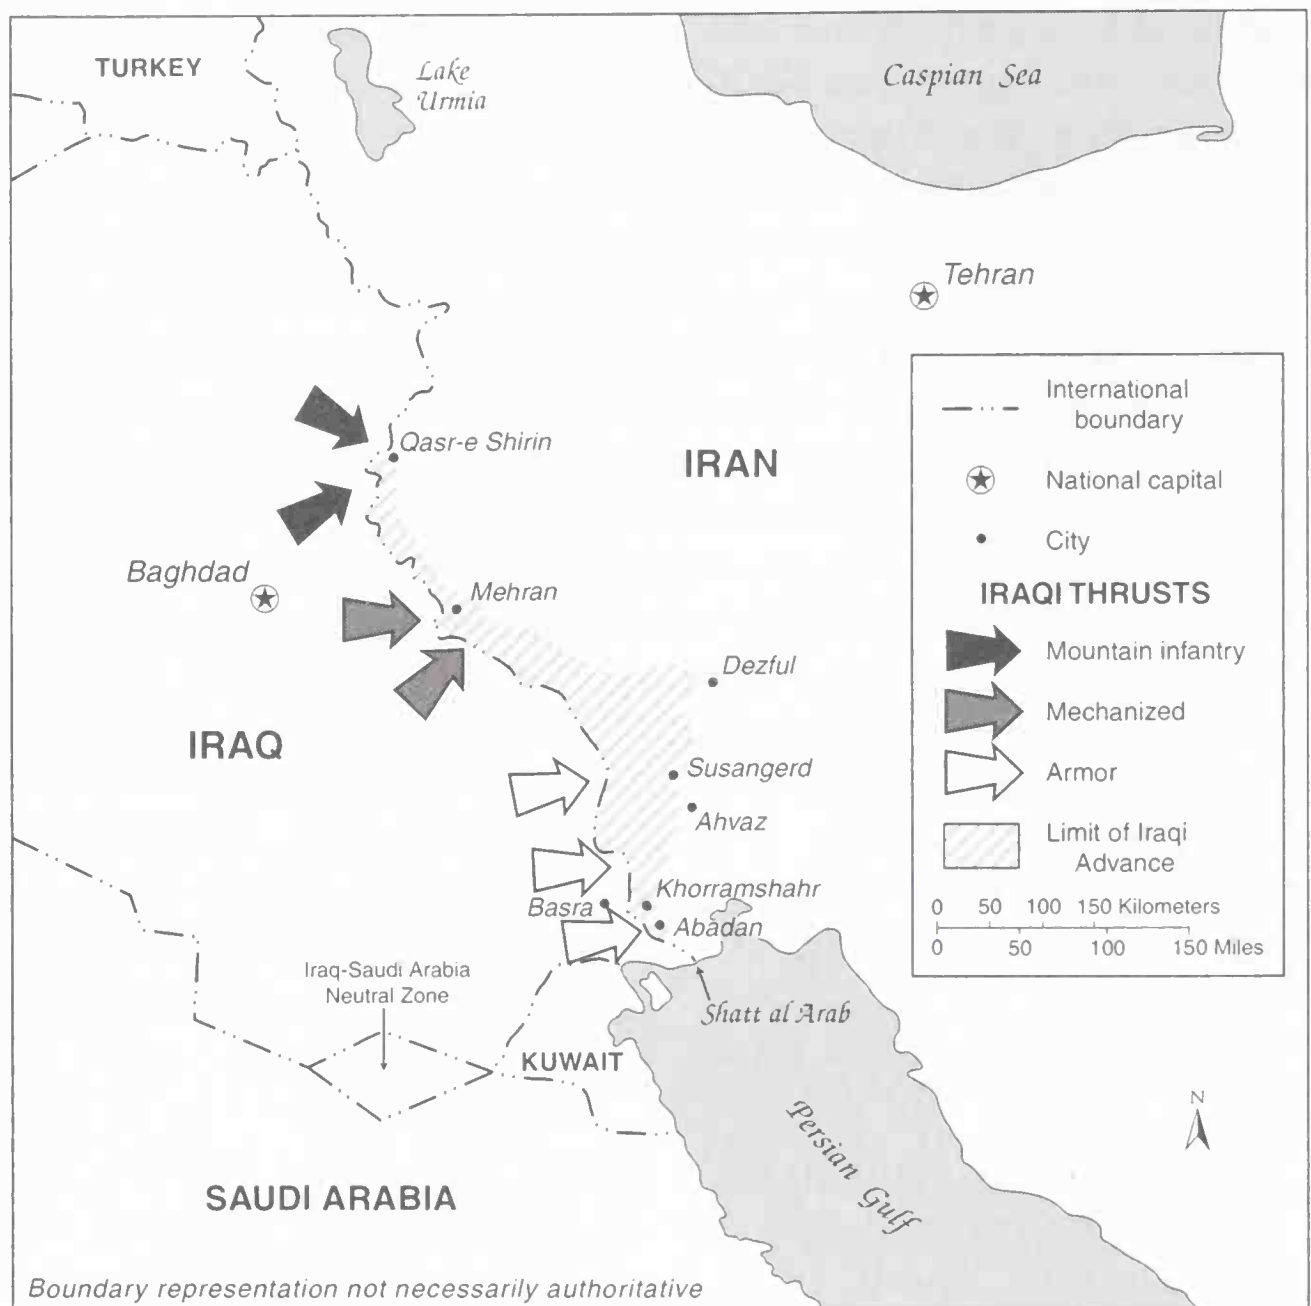 TURKEY
Lake
Urmia
Caspian Sea
Tehran
International
boundary
Qasr-e Shirin
IRAN
National capital
City
Baghdad
Mehran
IRAQI THRUSTS
Mountain infantry
Dezful
Mechanized
IRAQ
Susangerd
Armor
Ahvaz
Limit of Iraqi
Advance
Khorramshahr
Basra
Abadan
0 50 100 150 Kilometers
0 50 100 150 Miles
Iraq-Saudi Arabia
Neutral Zone
Shatt al Arab
KUWAIT
N
Persian Gulf
SAUDI ARABIA
Boundary representation not necessarily authoritative